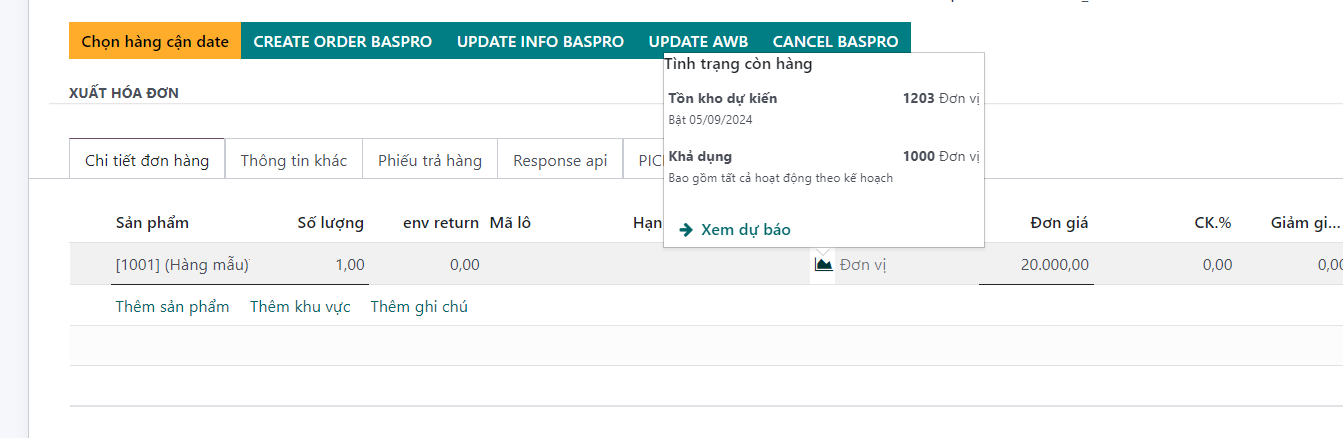 Chọn hàng cận date CREATE ORDER BASPRO UPDATE INFO BASPRO UPDATE AWB CANCEL BASPRO
Tình trạng còn hàng
XUẤT HÓA ĐƠN
Tồn kho dự kiến 1203 Đơn vị
Bật 05/09/2024
Khả dụng 1000 Đơn vị
Bao gồm tất cả hoạt động theo kế hoạch
Xem dự báo
Chi tiết đơn hàng Thông tin khác Phiếu trả hàng Response api PIC
Sản phẩm Số lượng env return Mã lô Hạn Đơn giá CK.% Giảm gi...
[1001] (Hàng mẫu) 1,00 0,00 Đơn vị 20.000,00 0,00 0,00
Thêm sản phẩm Thêm khu vực Thêm ghi chú